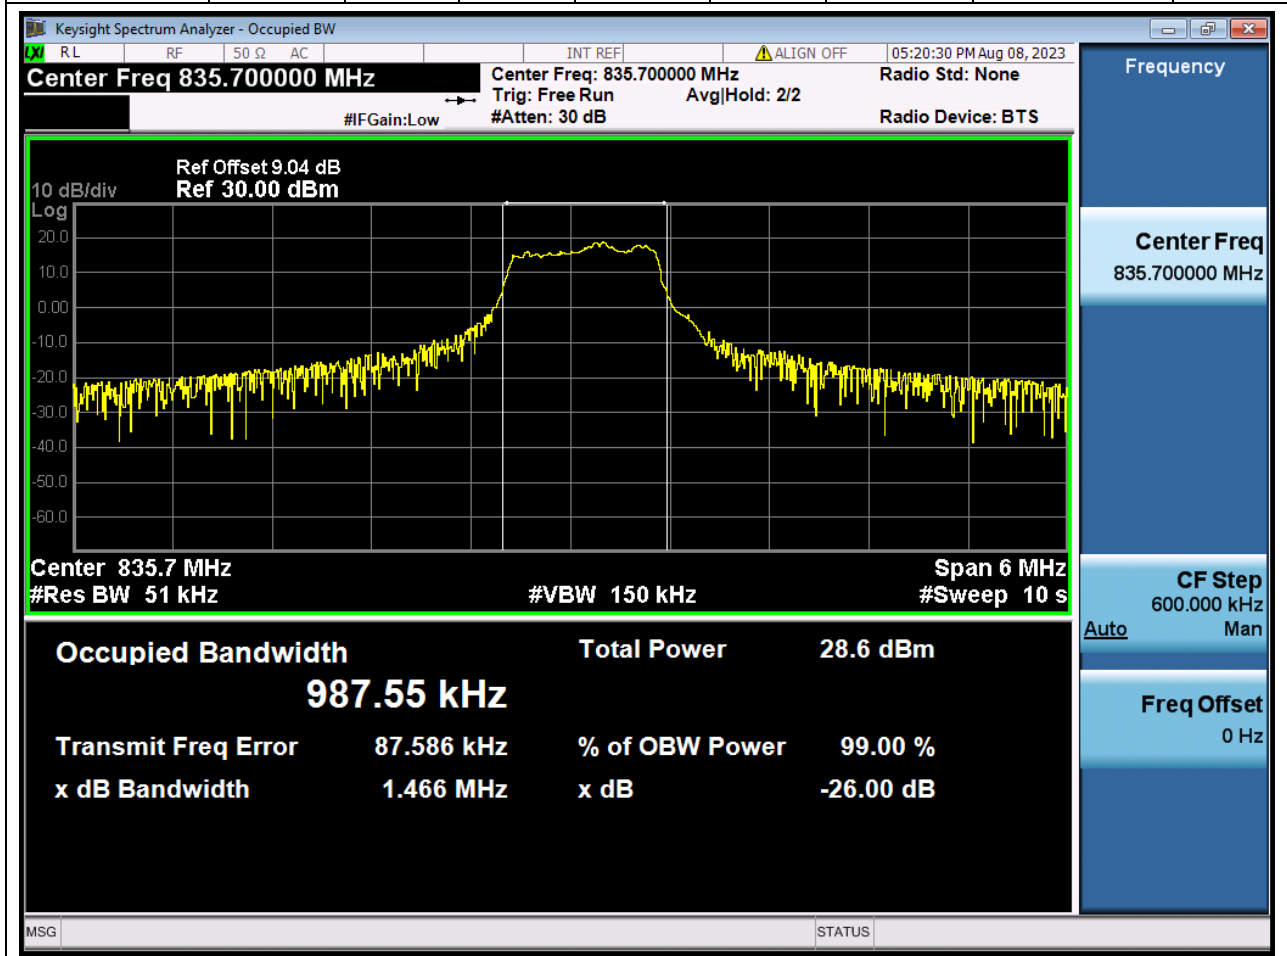 Keysight Spectrum Analyzer - Occupied BW
LXI RL RF 50 Ω AC INT REF ALIGN OFF 05:20:30 PM Aug 08, 2023
Center Freq 835.700000 MHz
Center Freq: 835.700000 MHz
Radio Std: None
Trig: Free Run Avg|Hold: 2/2
#IFGain:Low
#Atten: 30 dB
Radio Device: BTS
Ref Offset 9.04 dB
10 dB/div Ref 30.00 dBm
Log
20.0
10.0
0.00
-10.0
-20.0
-30.0
-40.0
-50.0
-60.0
Center 835.7 MHz
Span 6 MHz
#Res BW 51 kHz
#VBW 150 kHz
#Sweep 10 s
Occupied Bandwidth
Total Power 28.6 dBm
987.55 kHz
Transmit Freq Error 87.586 kHz
% of OBW Power 99.00 %
x dB Bandwidth 1.466 MHz
x dB -26.00 dB
MSG
STATUS
Frequency
Center Freq
835.700000 MHz
CF Step
600.000 kHz
Auto Man
Freq Offset
0 Hz